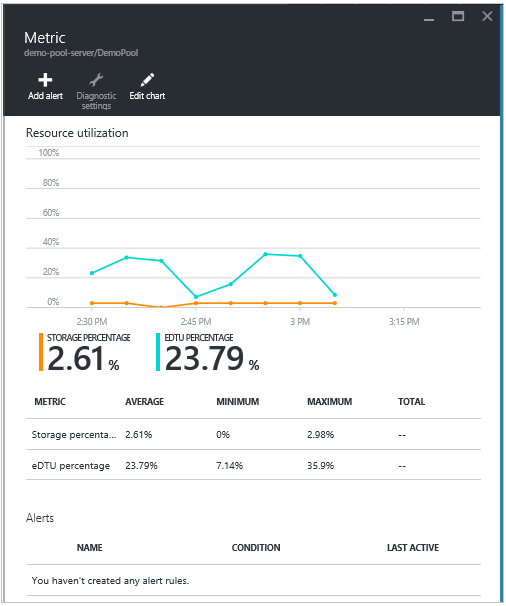 Metric
demo-pool-server/DemoPool
Add alert
Diagnostic settings
Edit chart
Resource utilization
100%
80%
60%
40%
20%
0%
2:30 PM 2:45 PM 3 PM 3:15 PM
STORAGE PERCENTAGE EDTU PERCENTAGE
2.61 % 23.79 %
METRIC AVERAGE MINIMUM MAXIMUM TOTAL
Storage percenta... 2.61% 0% 2.98% --
eDTU percentage 23.79% 7.14% 35.9% --
Alerts
NAME CONDITION LAST ACTIVE
You haven't created any alert rules.